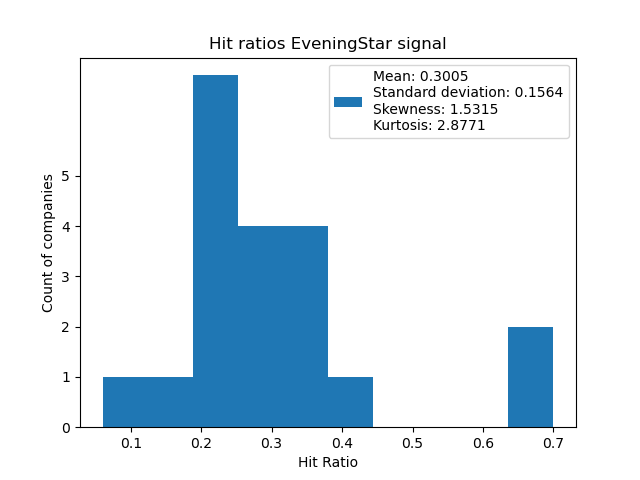 Hit ratios EveningStar signal
Mean: 0.3005
Standard deviation: 0.1564
Skewness: 1.5315
Kurtosis: 2.8771
Count of companies
5
4
3
2
1
0
0.1 0.2 0.3 0.4 0.5 0.6 0.7
Hit Ratio